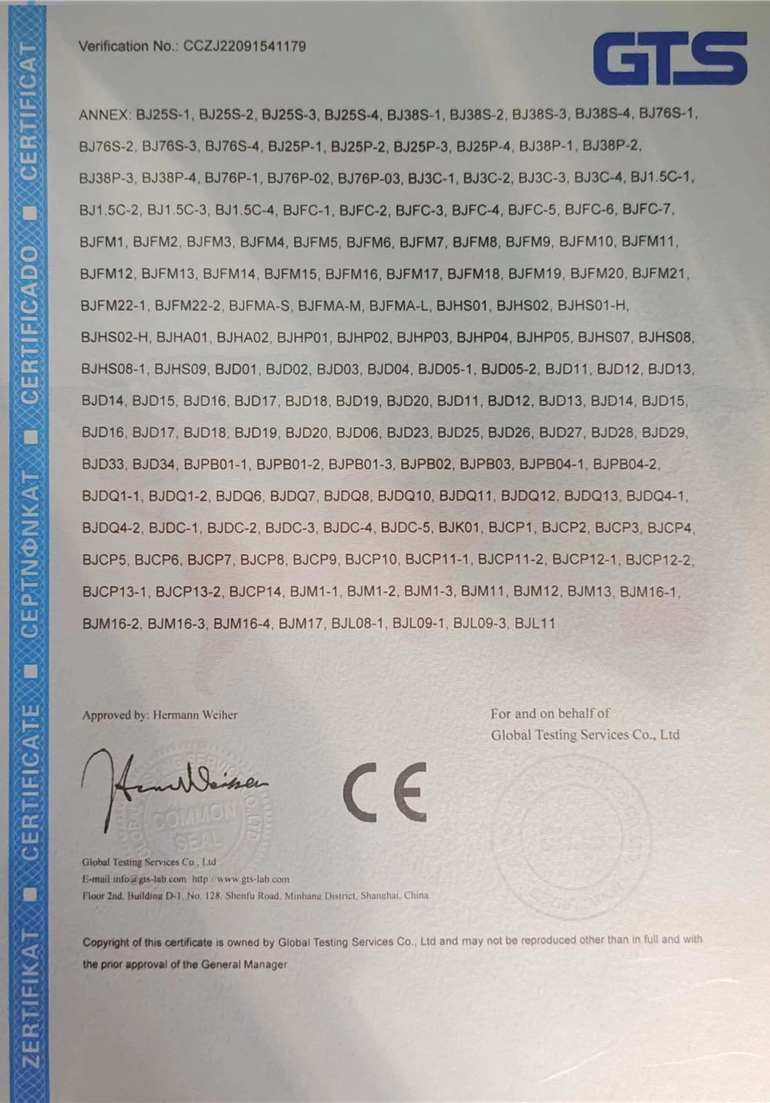 Verification No.: CCZJ22091541179
GTS
ANNEX: BJ25S-1, BJ25S-2, BJ25S-3, BJ25S-4, BJ38S-1, BJ38S-2, BJ38S-3, BJ38S-4, BJ76S-1,
BJ76S-2, BJ76S-3, BJ76S-4, BJ25P-1, BJ25P-2, BJ25P-3, BJ25P-4, BJ38P-1, BJ38P-2,
BJ38P-3, BJ38P-4, BJ76P-1, BJ76P-02, BJ76P-03, BJ3C-1, BJ3C-2, BJ3C-3, BJ3C-4, BJ1.5C-1,
BJ1.5C-2, BJ1.5C-3, BJ1.5C-4, BJFC-1, BJFC-2, BJFC-3, BJFC-4, BJFC-5, BJFC-6, BJFC-7,
BJFM1, BJFM2, BJFM3, BJFM4, BJFM5, BJFM6, BJFM7, BJFM8, BJFM9, BJFM10, BJFM11,
BJFM12, BJFM13, BJFM14, BJFM15, BJFM16, BJFM17, BJFM18, BJFM19, BJFM20, BJFM21,
BJFM22-1, BJFM22-2, BJFMA-S, BJFMA-M, BJFMA-L, BJHS01, BJHS02, BJHS01-H,
BJHS02-H, BJHA01, BJHA02, BJHP01, BJHP02, BJHP03, BJHP04, BJHP05, BJHS07, BJHS08,
BJHS08-1, BJHS09, BJD01, BJD02, BJD03, BJD04, BJD05-1, BJD05-2, BJD11, BJD12, BJD13,
BJD14, BJD15, BJD16, BJD17, BJD18, BJD19, BJD20, BJD11, BJD12, BJD13, BJD14, BJD15,
BJD16, BJD17, BJD18, BJD19, BJD20, BJD06, BJD23, BJD25, BJD26, BJD27, BJD28, BJD29,
BJD33, BJD34, BJPB01-1, BJPB01-2, BJPB01-3, BJPB02, BJPB03, BJPB04-1, BJPB04-2,
BJDQ1-1, BJDQ1-2, BJDQ6, BJDQ7, BJDQ8, BJDQ10, BJDQ11, BJDQ12, BJDQ13, BJDQ4-1,
BJDQ4-2, BJDC-1, BJDC-2, BJDC-3, BJDC-4, BJDC-5, BJK01, BJCP1, BJCP2, BJCP3, BJCP4,
BJCP5, BJCP6, BJCP7, BJCP8, BJCP9, BJCP10, BJCP11-1, BJCP11-2, BJCP12-1, BJCP12-2,
BJCP13-1, BJCP13-2, BJCP14, BJM1-1, BJM1-2, BJM1-3, BJM11, BJM12, BJM13, BJM16-1,
BJM16-2, BJM16-3, BJM16-4, BJM17, BJL08-1, BJL09-1, BJL09-3, BJL11
Approved by: Hermann Weiher
For and on behalf of
Global Testing Services Co., Ltd
COMMON
SEAL
CE
Global Testing Services Co., Ltd
E-mail info@gts-lab.com http://www.gts-lab.com
Floor 2nd, Building D-1, No. 128, Shenfu Road, Minhang District, Shanghai, China
Copyright of this certificate is owned by Global Testing Services Co., Ltd and may not be reproduced other than in full and with
the prior approval of the General Manager
ZERTIFIKAT ■ CERTIFICATE ■ CEPTNΦNKAT ■ CERTIFICADO ■ CERTIFICAT